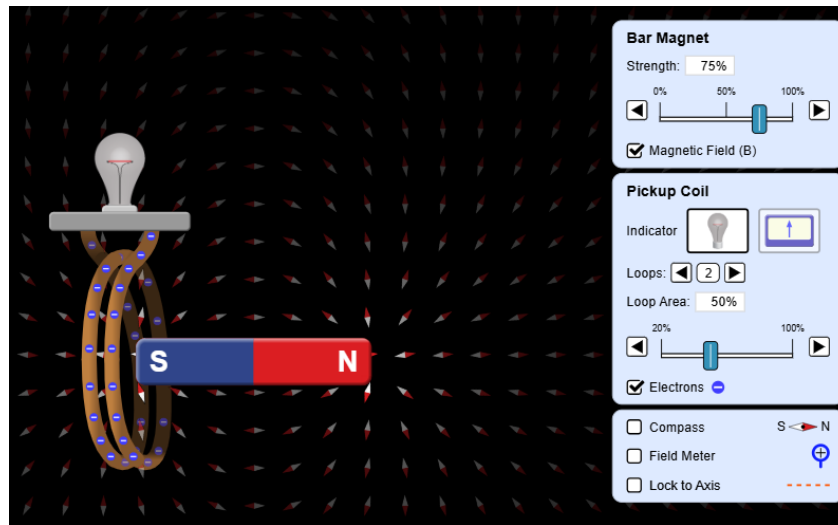 Bar Magnet
Strength: 75%
0% 50% 100%
Magnetic Field (B)
Pickup Coil
Indicator
Loops: 2
Loop Area: 50%
20% 100%
Electrons
Compass S N
Field Meter
Lock to Axis
S N